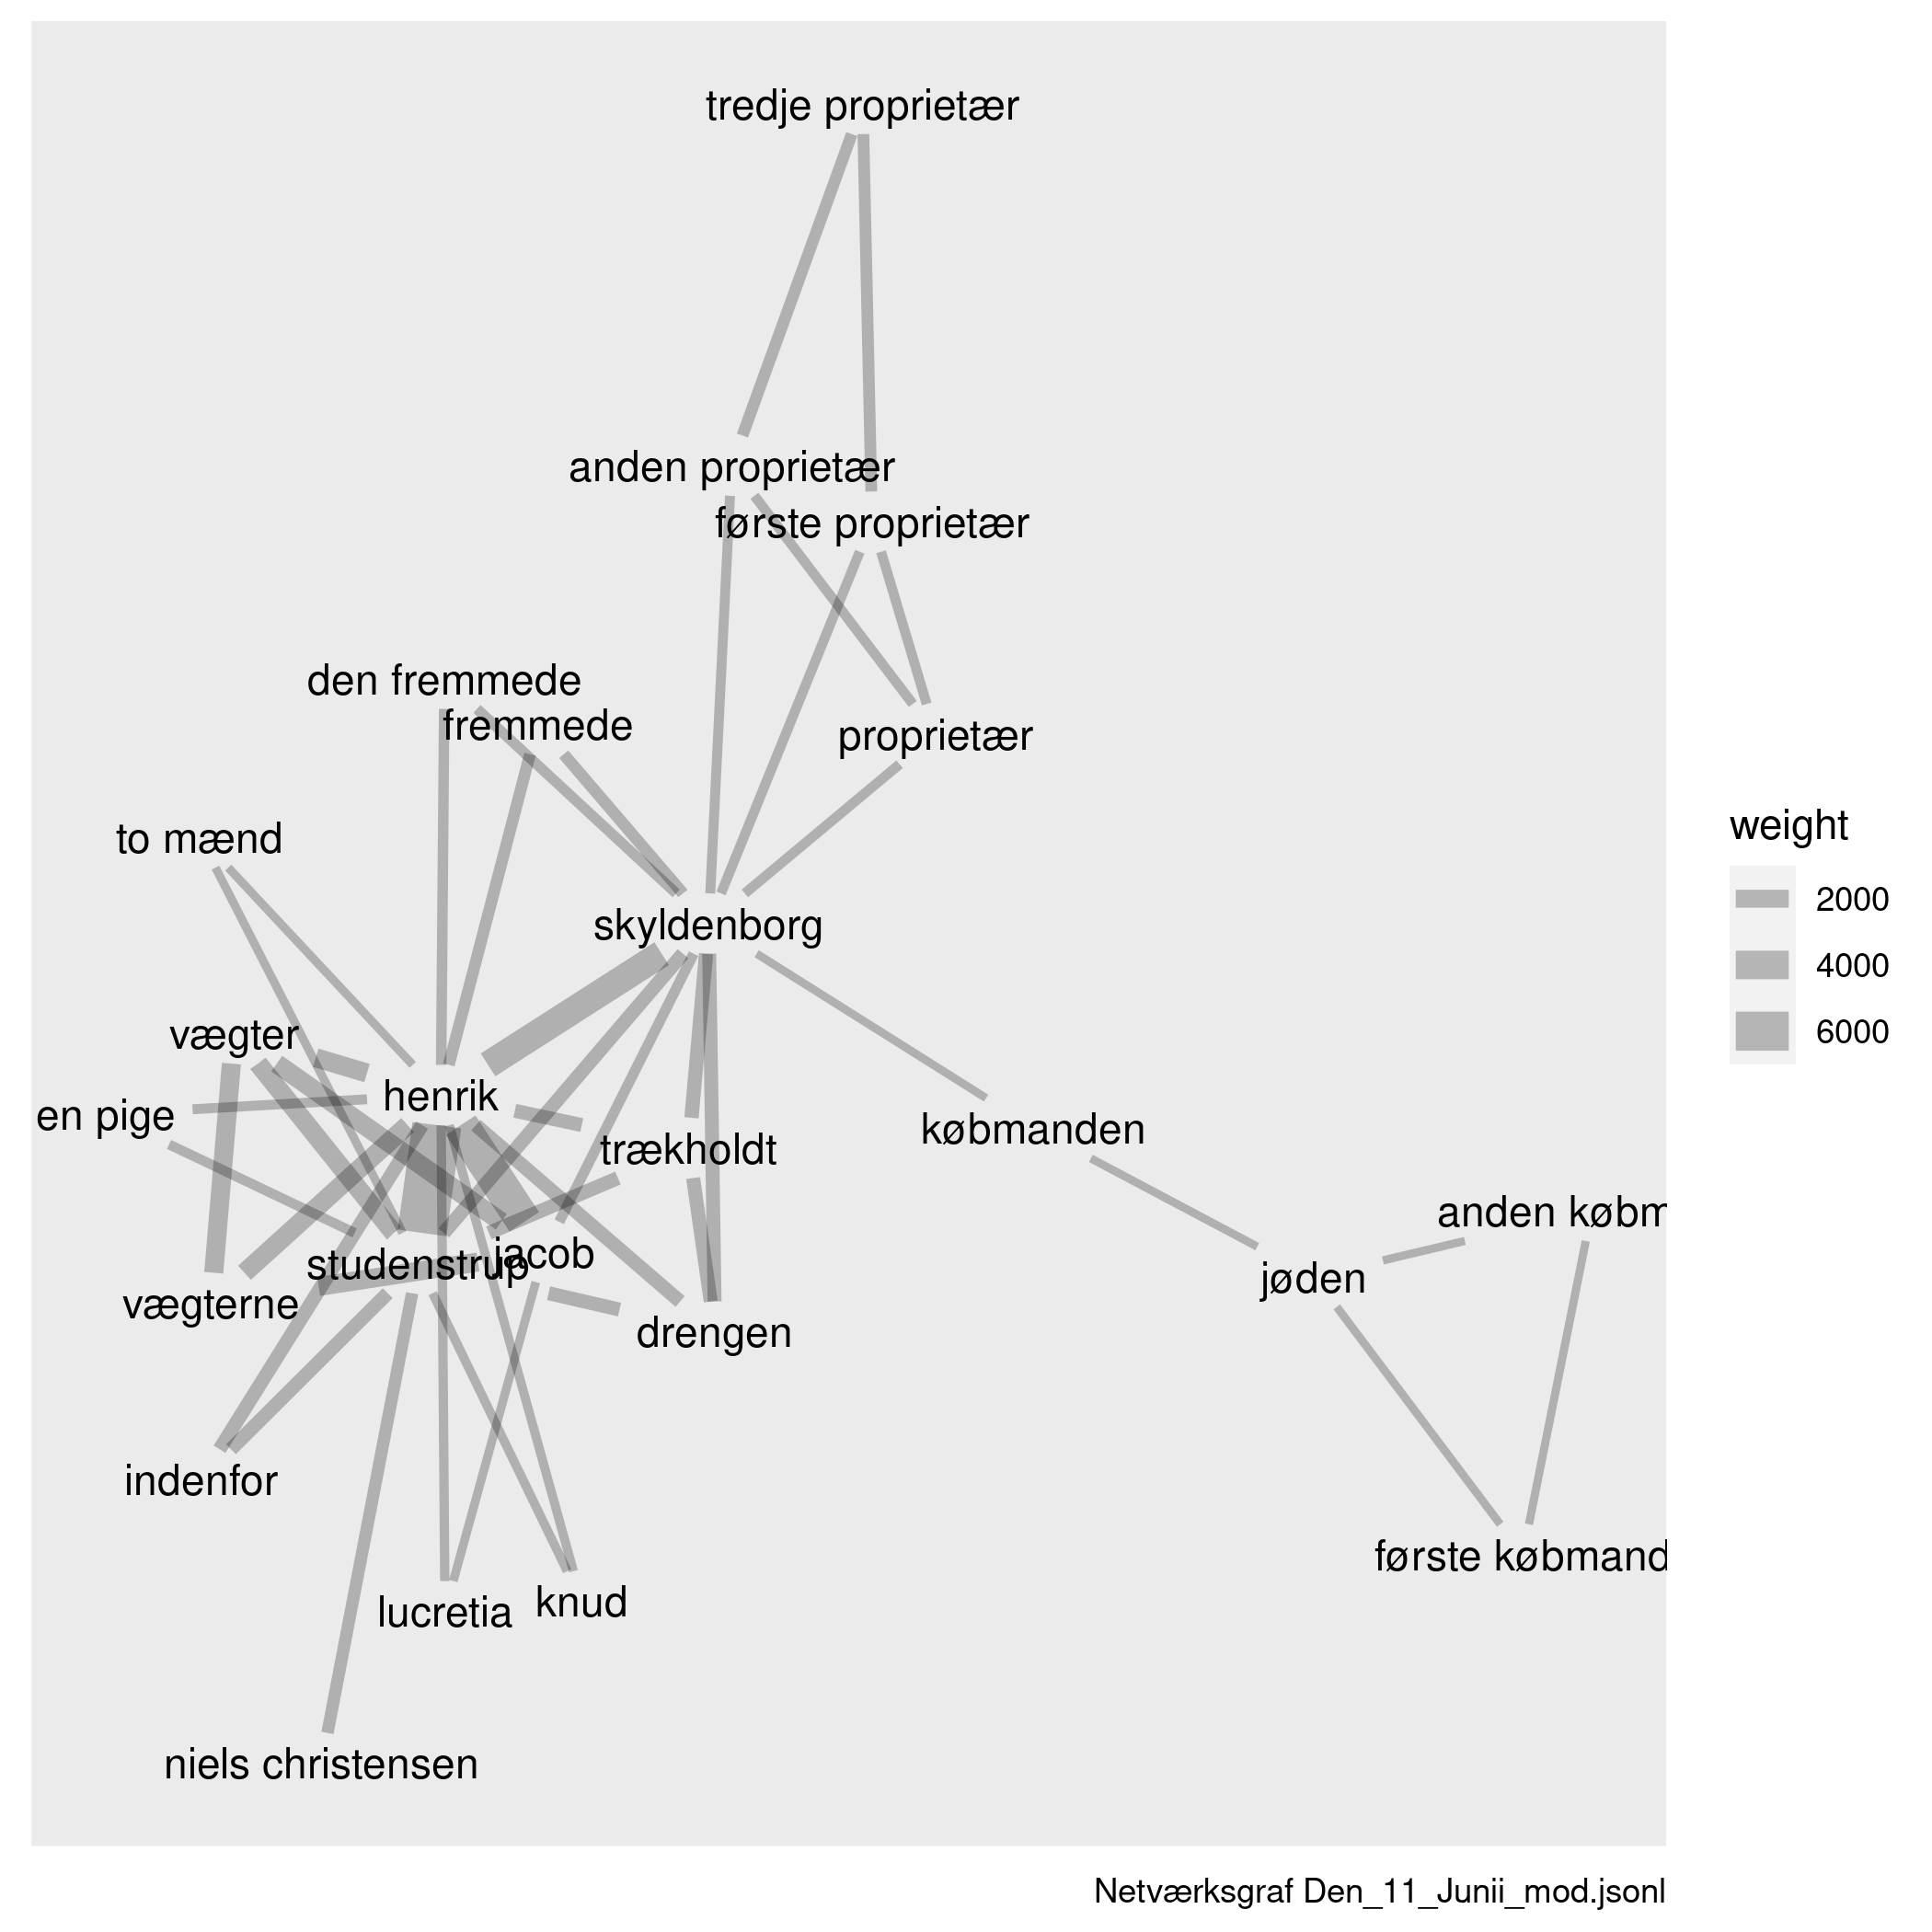 tredje proprietær
anden proprietær
første proprietær
den fremmede
fremmede
proprietær
to mænd
skyldenborg
vægter
henrik
en pige
trækholdt
købmanden
anden købm
jacob
studenstrup
jøden
vægterne
drengen
indenfor
første købmand
knud
lucretia
niels christensen
weight
2000
4000
6000
Netværksgraf Den_11_Junii_mod.jsonl